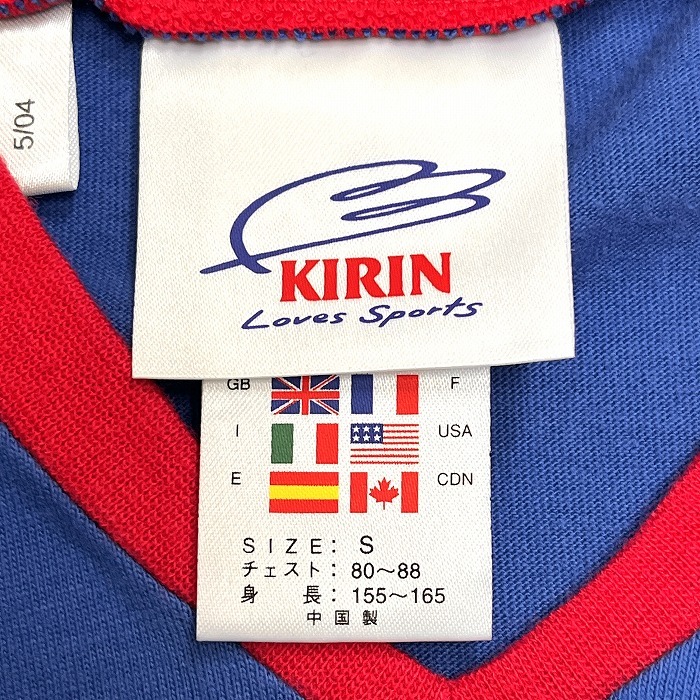 5/04
KIRIN
Loves Sports
GB F
I USA
E CDN
SIZE: S
チェスト: 80〜88
身 長: 155〜165
中国製